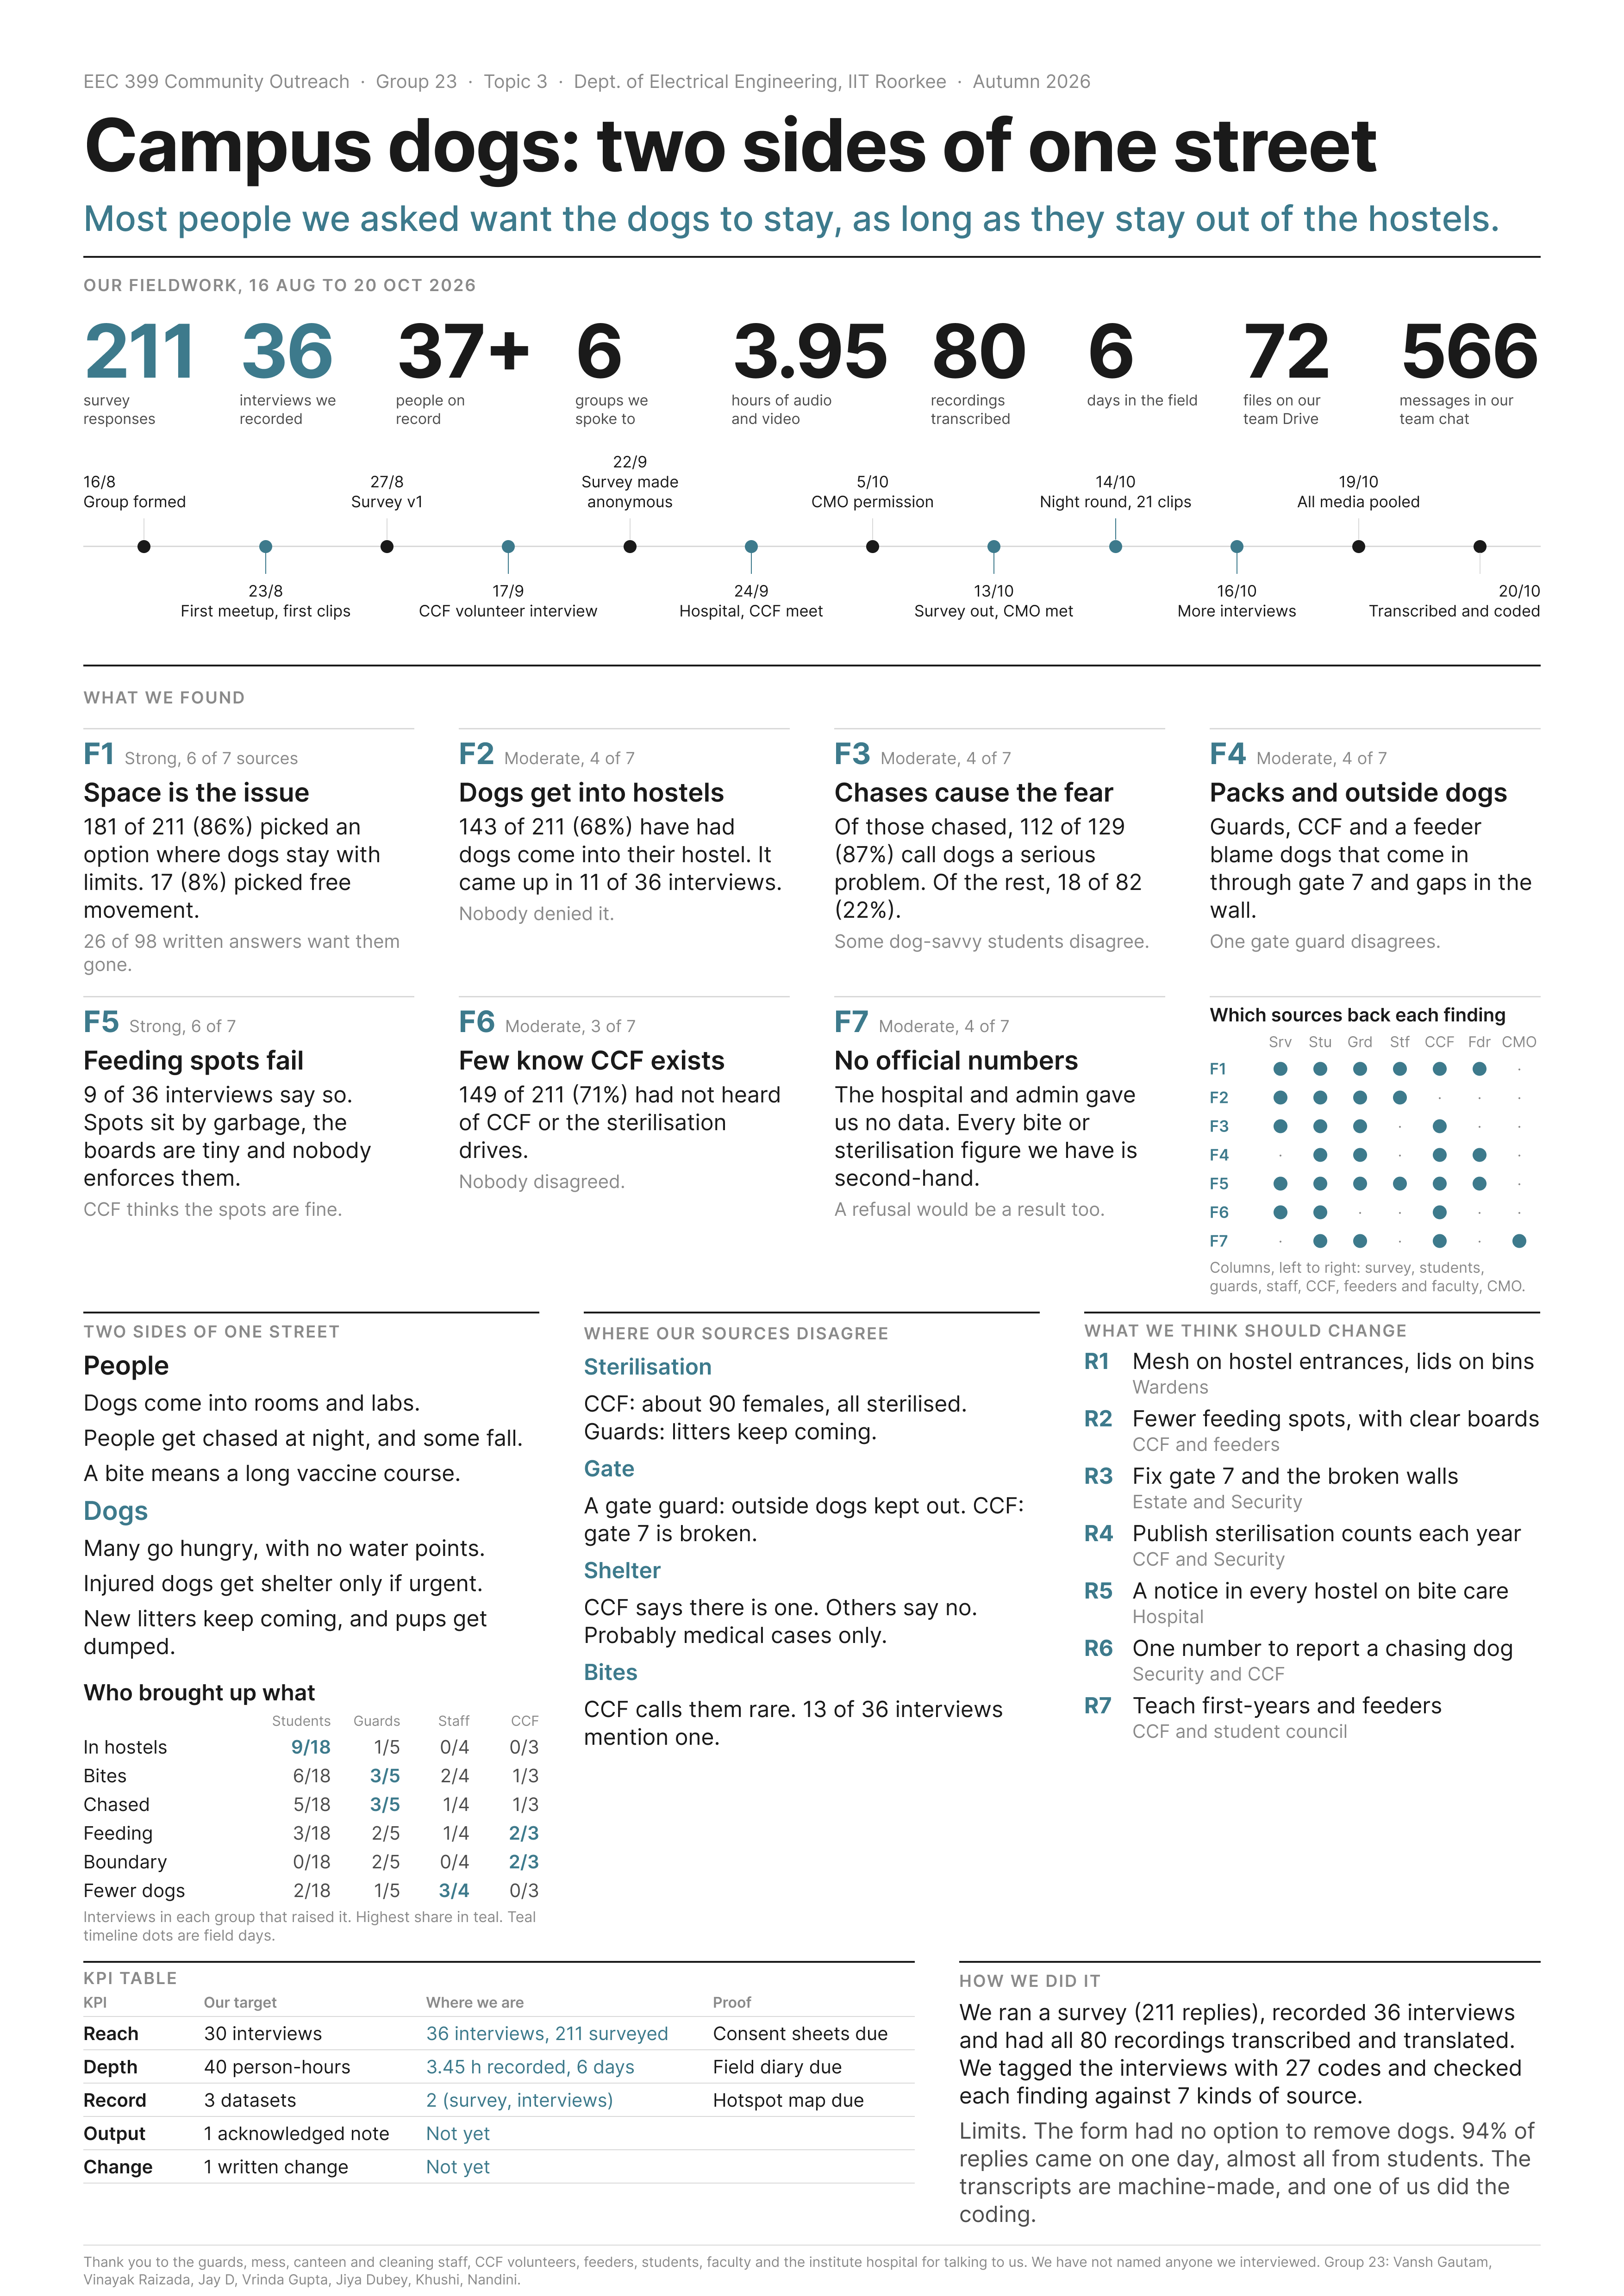 EEC 399 Community Outreach · Group 23 · Topic 3 · Dept. of Electrical Engineering, IIT Roorkee · Autumn 2026
Campus dogs: two sides of one street
Most people we asked want the dogs to stay, as long as they stay out of the hostels.
OUR FIELDWORK, 16 AUG TO 20 OCT 2026
211 36 37+ 6 3.95 80 6 72 566
survey interviews we people on groups we hours of audio recordings days in the field files on our messages in our
responses recorded record spoke to and video transcribed team Drive team chat
22/9
16/8 27/8 Survey made 5/10 14/10 19/10
Group formed Survey v1 anonymous CMO permission Night round, 21 clips All media pooled
23/8 17/9 24/9 13/10 16/10 20/10
First meetup, first clips CCF volunteer interview Hospital, CCF meet Survey out, CMO met More interviews Transcribed and coded
WHAT WE FOUND
F1 Strong, 6 of 7 sources
Space is the issue
181 of 211 (86%) picked an
option where dogs stay with
limits. 17 (8%) picked free
movement.
26 of 98 written answers want them
gone.
F2 Moderate, 4 of 7
Dogs get into hostels
143 of 211 (68%) have had
dogs come into their hostel. It
came up in 11 of 36 interviews.
Nobody denied it.
F3 Moderate, 4 of 7
Chases cause the fear
Of those chased, 112 of 129
(87%) call dogs a serious
problem. Of the rest, 18 of 82
(22%).
Some dog-savvy students disagree.
F4 Moderate, 4 of 7
Packs and outside dogs
Guards, CCF and a feeder
blame dogs that come in
through gate 7 and gaps in the
wall.
One gate guard disagrees.
F5 Strong, 6 of 7
Feeding spots fail
9 of 36 interviews say so.
Spots sit by garbage, the
boards are tiny and nobody
enforces them.
CCF thinks the spots are fine.
F6 Moderate, 3 of 7
Few know CCF exists
149 of 211 (71%) had not heard
of CCF or the sterilisation
drives.
Nobody disagreed.
F7 Moderate, 4 of 7
No official numbers
The hospital and admin gave
us no data. Every bite or
sterilisation figure we have is
second-hand.
A refusal would be a result too.
Which sources back each finding
Srv Stu Grd Stf CCF Fdr CMO
F1
F2
F3
F4
F5
F6
F7
Columns, left to right: survey, students,
guards, staff, CCF, feeders and faculty, CMO.
TWO SIDES OF ONE STREET
People
Dogs come into rooms and labs.
People get chased at night, and some fall.
A bite means a long vaccine course.
Dogs
Many go hungry, with no water points.
Injured dogs get shelter only if urgent.
New litters keep coming, and pups get
dumped.
Who brought up what
Students Guards Staff CCF
In hostels 9/18 1/5 0/4 0/3
Bites 6/18 3/5 2/4 1/3
Chased 5/18 3/5 1/4 1/3
Feeding 3/18 2/5 1/4 2/3
Boundary 0/18 2/5 0/4 2/3
Fewer dogs 2/18 1/5 3/4 0/3
Interviews in each group that raised it. Highest share in teal. Teal
timeline dots are field days.
WHERE OUR SOURCES DISAGREE
Sterilisation
CCF: about 90 females, all sterilised.
Guards: litters keep coming.
Gate
A gate guard: outside dogs kept out. CCF:
gate 7 is broken.
Shelter
CCF says there is one. Others say no.
Probably medical cases only.
Bites
CCF calls them rare. 13 of 36 interviews
mention one.
WHAT WE THINK SHOULD CHANGE
R1 Mesh on hostel entrances, lids on bins
Wardens
R2 Fewer feeding spots, with clear boards
CCF and feeders
R3 Fix gate 7 and the broken walls
Estate and Security
R4 Publish sterilisation counts each year
CCF and Security
R5 A notice in every hostel on bite care
Hospital
R6 One number to report a chasing dog
Security and CCF
R7 Teach first-years and feeders
CCF and student council
KPI TABLE
KPI Our target Where we are Proof
Reach 30 interviews 36 interviews, 211 surveyed Consent sheets due
Depth 40 person-hours 3.45 h recorded, 6 days Field diary due
Record 3 datasets 2 (survey, interviews) Hotspot map due
Output 1 acknowledged note Not yet
Change 1 written change Not yet
HOW WE DID IT
We ran a survey (211 replies), recorded 36 interviews
and had all 80 recordings transcribed and translated.
We tagged the interviews with 27 codes and checked
each finding against 7 kinds of source.
Limits. The form had no option to remove dogs. 94% of
replies came on one day, almost all from students. The
transcripts are machine-made, and one of us did the
coding.
Thank you to the guards, mess, canteen and cleaning staff, CCF volunteers, feeders, students, faculty and the institute hospital for talking to us. We have not named anyone we interviewed. Group 23: Vansh Gautam,
Vinayak Raizada, Jay D, Vrinda Gupta, Jiya Dubey, Khushi, Nandini.